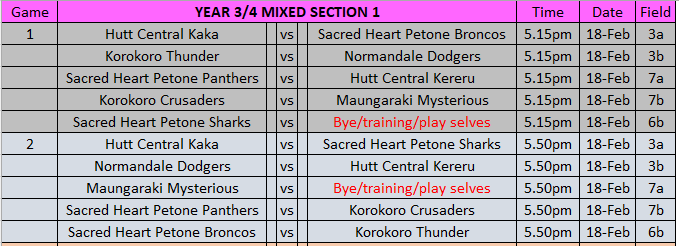 Game YEAR 3/4 MIXED SECTION 1 Time Date Field
1 Hutt Central Kaka vs Sacred Heart Petone Broncos 5.15pm 18-Feb 3a
Korokoro Thunder vs Normandale Dodgers 5.15pm 18-Feb 3b
Sacred Heart Petone Panthers vs Hutt Central Kereru 5.15pm 18-Feb 7a
Korokoro Crusaders vs Maungaraki Mysterious 5.15pm 18-Feb 7b
Sacred Heart Petone Sharks vs Bye/training/play selves 5.15pm 18-Feb 6b
2 Hutt Central Kaka vs Sacred Heart Petone Sharks 5.50pm 18-Feb 3a
Normandale Dodgers vs Hutt Central Kereru 5.50pm 18-Feb 3b
Maungaraki Mysterious vs Bye/training/play selves 5.50pm 18-Feb 7a
Sacred Heart Petone Panthers vs Korokoro Crusaders 5.50pm 18-Feb 7b
Sacred Heart Petone Broncos vs Korokoro Thunder 5.50pm 18-Feb 6b